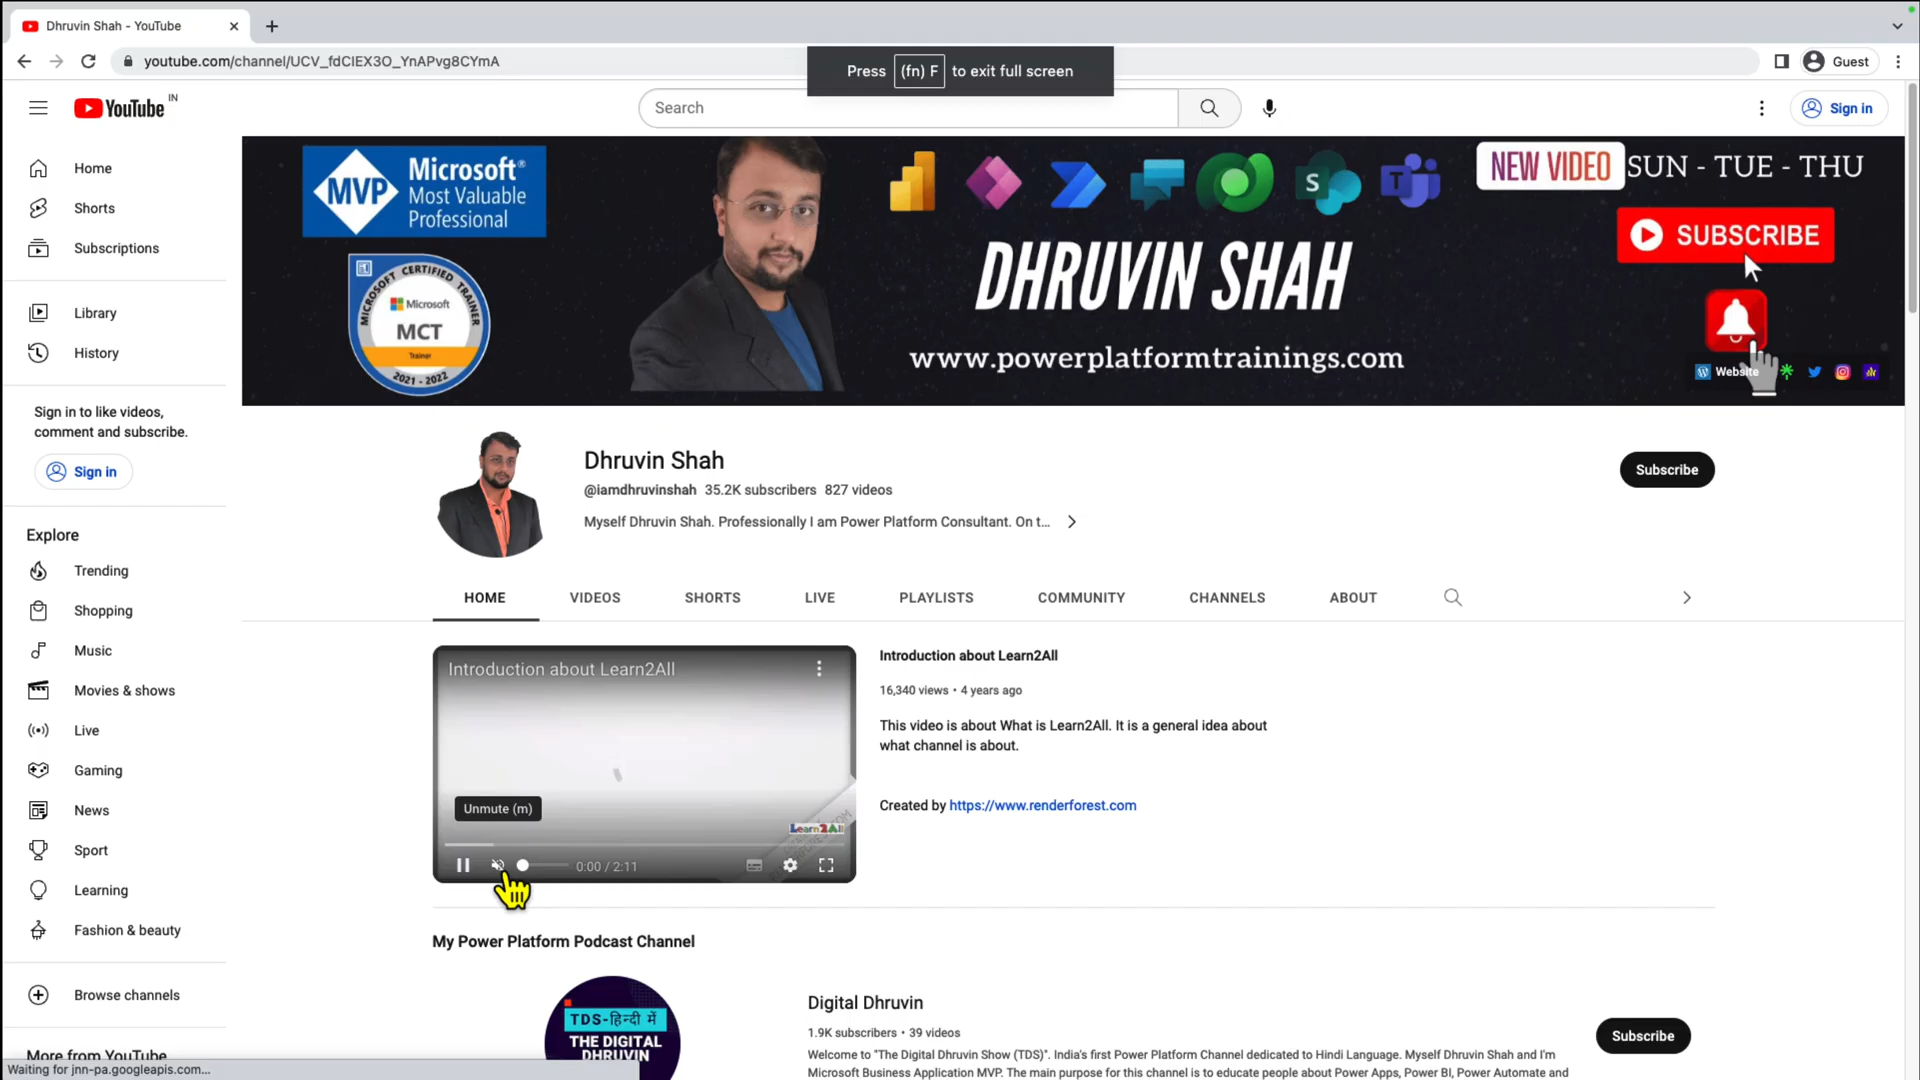 Dhruvin Shah - YouTube
youtube.com/channel/UCV_fdCIEX3O_YnAPvg8CYmA
Guest
Press (fn) F to exit full screen
YouTube IN
Search
Sign in
Home
Shorts
Subscriptions
Library
History
Sign in to like videos,
comment and subscribe.
Sign in
Explore
Trending
Shopping
Music
Movies & shows
Live
Gaming
News
Sport
Learning
Fashion & beauty
Browse channels
More from YouTube
Waiting for jnn-pa.googleapis.com...
MVP
Microsoft®
Most Valuable
Professional
MICROSOFT CERTIFIED TRAINER
Microsoft
MCT
Trainer
2021 - 2022
S
T
NEW VIDEO SUN - TUE - THU
SUBSCRIBE
DHRUVIN SHAH
www.powerplatformtrainings.com
Website
Dhruvin Shah
@iamdhruvinshah 35.2K subscribers 827 videos
Myself Dhruvin Shah. Professionally I am Power Platform Consultant. On t...
Subscribe
HOME VIDEOS SHORTS LIVE PLAYLISTS COMMUNITY CHANNELS ABOUT
Introduction about Learn2All
Unmute (m)
Learn2All
0:00 / 2:11
Introduction about Learn2All
16,340 views • 4 years ago
This video is about What is Learn2All. It is a general idea about
what channel is about.
Created by https://www.renderforest.com
My Power Platform Podcast Channel
TDS-हिन्दी में
THE DIGITAL
DHRUVIN
Digital Dhruvin
1.9K subscribers • 39 videos
Welcome to "The Digital Dhruvin Show (TDS)". India's first Power Platform Channel dedicated to Hindi Language. Myself Dhruvin Shah and I'm
Microsoft Business Application MVP. The main purpose for this channel is to educate people about Power Apps, Power BI, Power Automate and
Subscribe